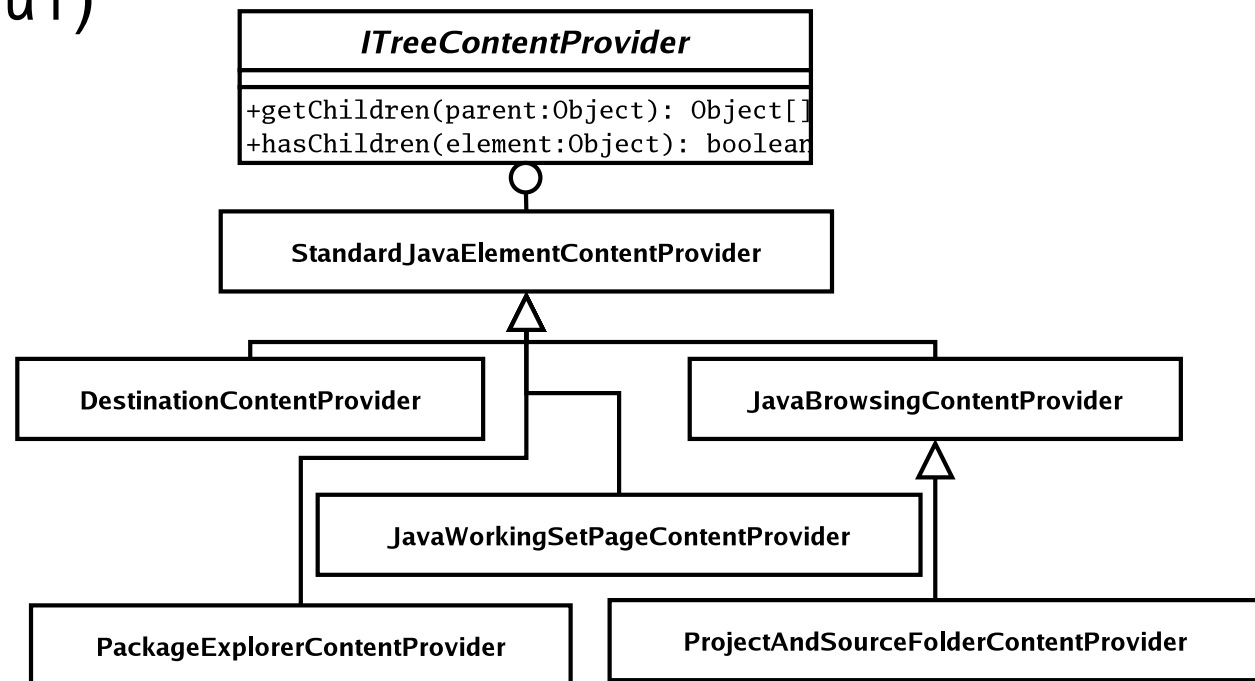 ITreeContentProvider
+getChildren(parent:Object): Object[]
+hasChildren(element:Object): boolean
StandardJavaElementContentProvider
DestinationContentProvider
JavaBrowsingContentProvider
JavaWorkingSetPageContentProvider
PackageExplorerContentProvider
ProjectAndSourceFolderContentProvider